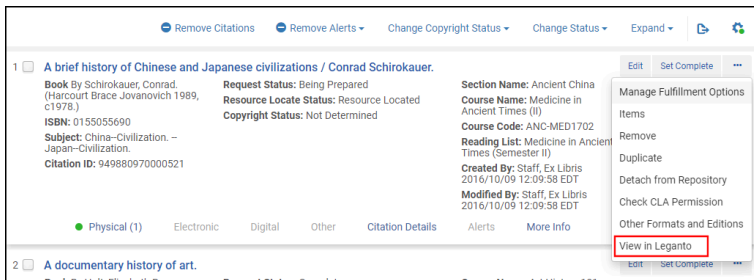 Remove Citations Remove Alerts Change Copyright Status Change Status Expand
1 A brief history of Chinese and Japanese civilizations / Conrad Schirokauer. Edit Set Complete ...
Book By Schirokauer, Conrad. (Harcourt Brace Jovanovich 1989, c1978.)
ISBN: 0155055690
Subject: China--Civilization. -- Japan--Civilization.
Citation ID: 949880970000521
Request Status: Being Prepared
Resource Locate Status: Resource Located
Copyright Status: Not Determined
Section Name: Ancient China
Course Name: Medicine in Ancient Times (II)
Course Code: ANC-MED1702
Reading List: Medicine in Ancient Times (Semester II)
Created By: Staff, Ex Libris
2016/10/09 12:09:58 EDT
Modified By: Staff, Ex Libris
2016/10/09 12:09:58 EDT
Manage Fulfillment Options
Items
Remove
Duplicate
Detach from Repository
Check CLA Permission
Other Formats and Editions
View in Leganto
Physical (1) Electronic Digital Other Citation Details Alerts More Info
2 A documentary history of art. Edit Set Complete